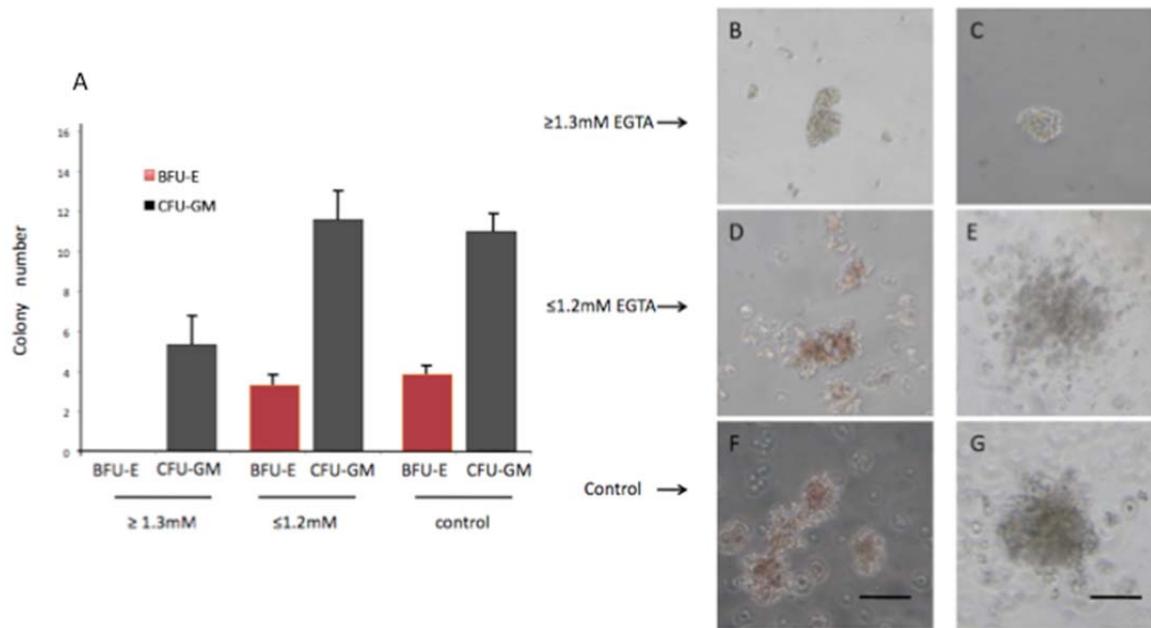 A
16
14
12
10
8
6
4
2
0
Colony number
BFU-E
CFU-GM
BFU-E CFU-GM BFU-E CFU-GM BFU-E CFU-GM
≥ 1.3mM ≤1.2mM control
≥1.3mM EGTA
≤1.2mM EGTA
Control
B
C
D
E
F
G